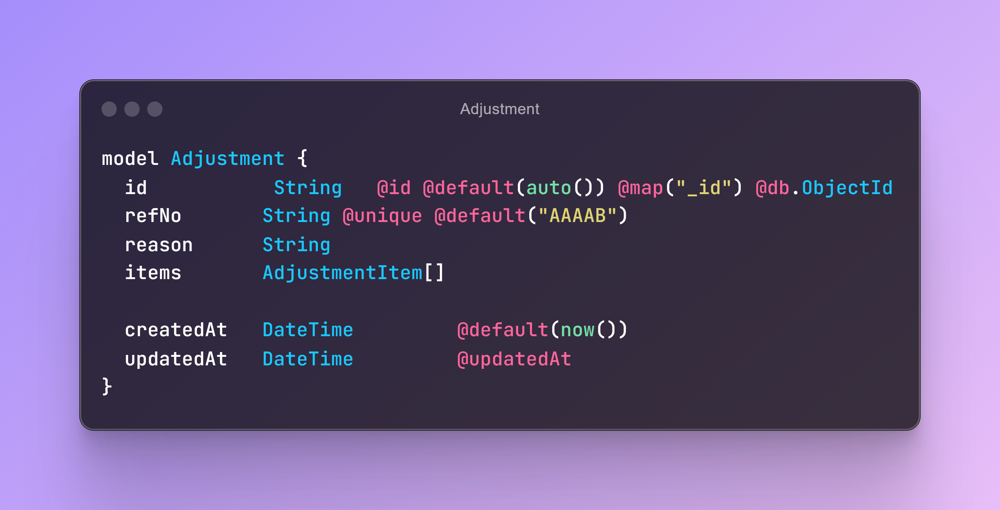 Adjustment
model Adjustment {
  id           String   @id @default(auto()) @map("_id") @db.ObjectId
  refNo       String @unique @default("AAAAB")
  reason      String
  items       AdjustmentItem[]

  createdAt   DateTime         @default(now())
  updatedAt   DateTime         @updatedAt
}